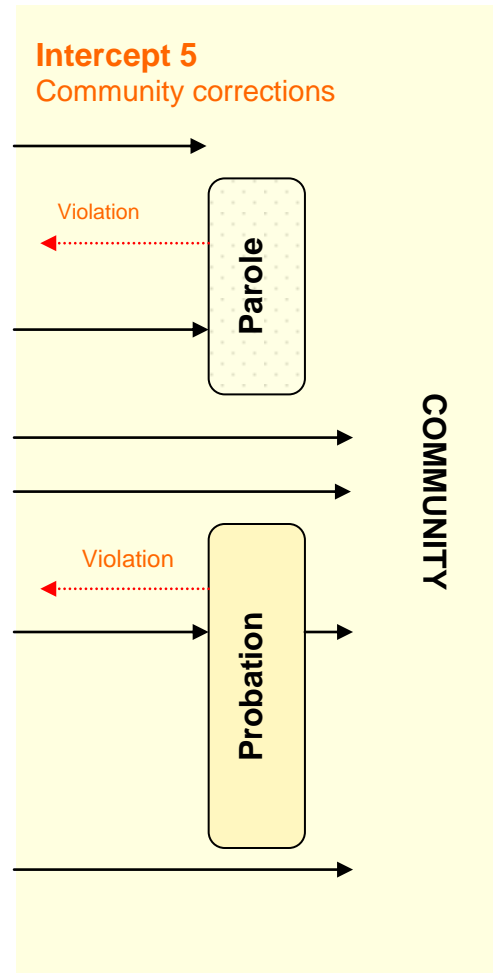 Intercept 5
Community corrections
Violation
Parole
COMMUNITY
Violation
Probation